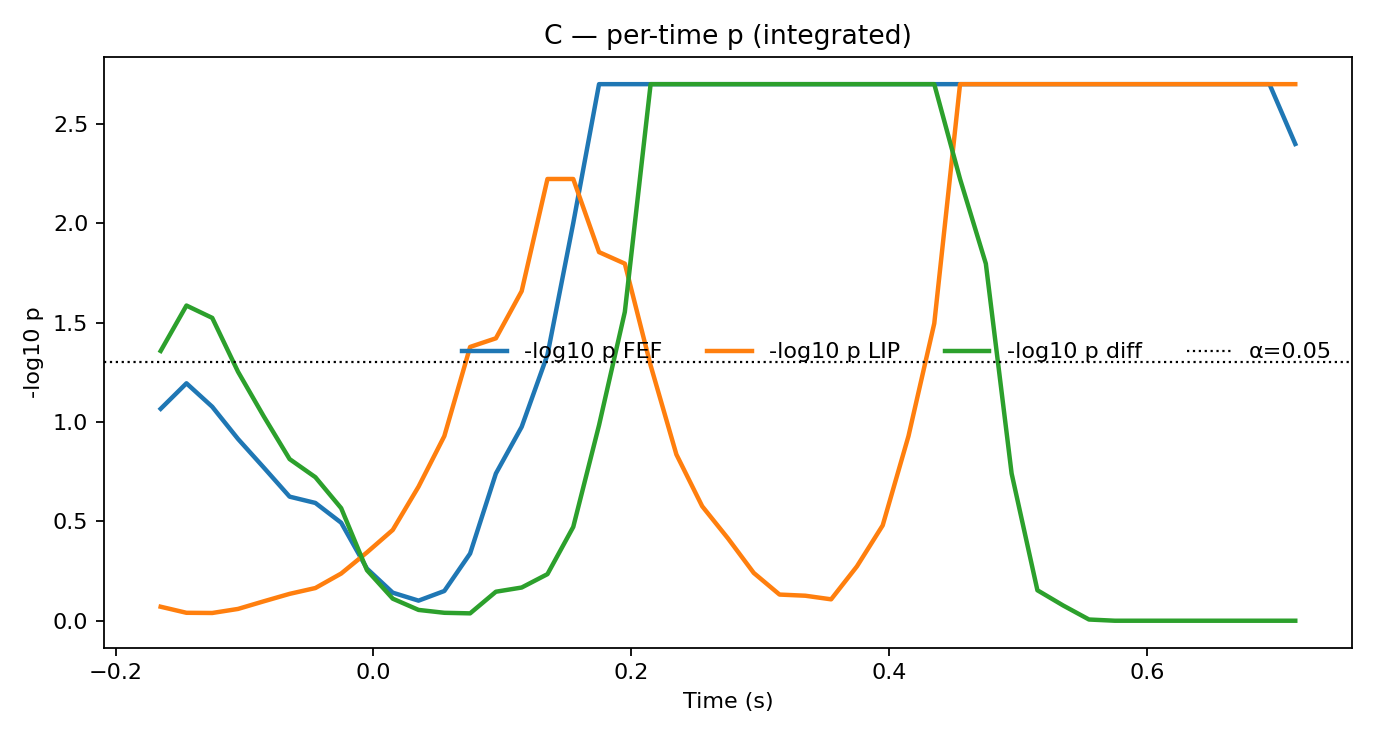 C — per-time p (integrated)
-log10 p
2.5
2.0
1.5
1.0
0.5
0.0
-log10 p FEF -log10 p LIP -log10 p diff α=0.05
−0.2 0.0 0.2 0.4 0.6
Time (s)